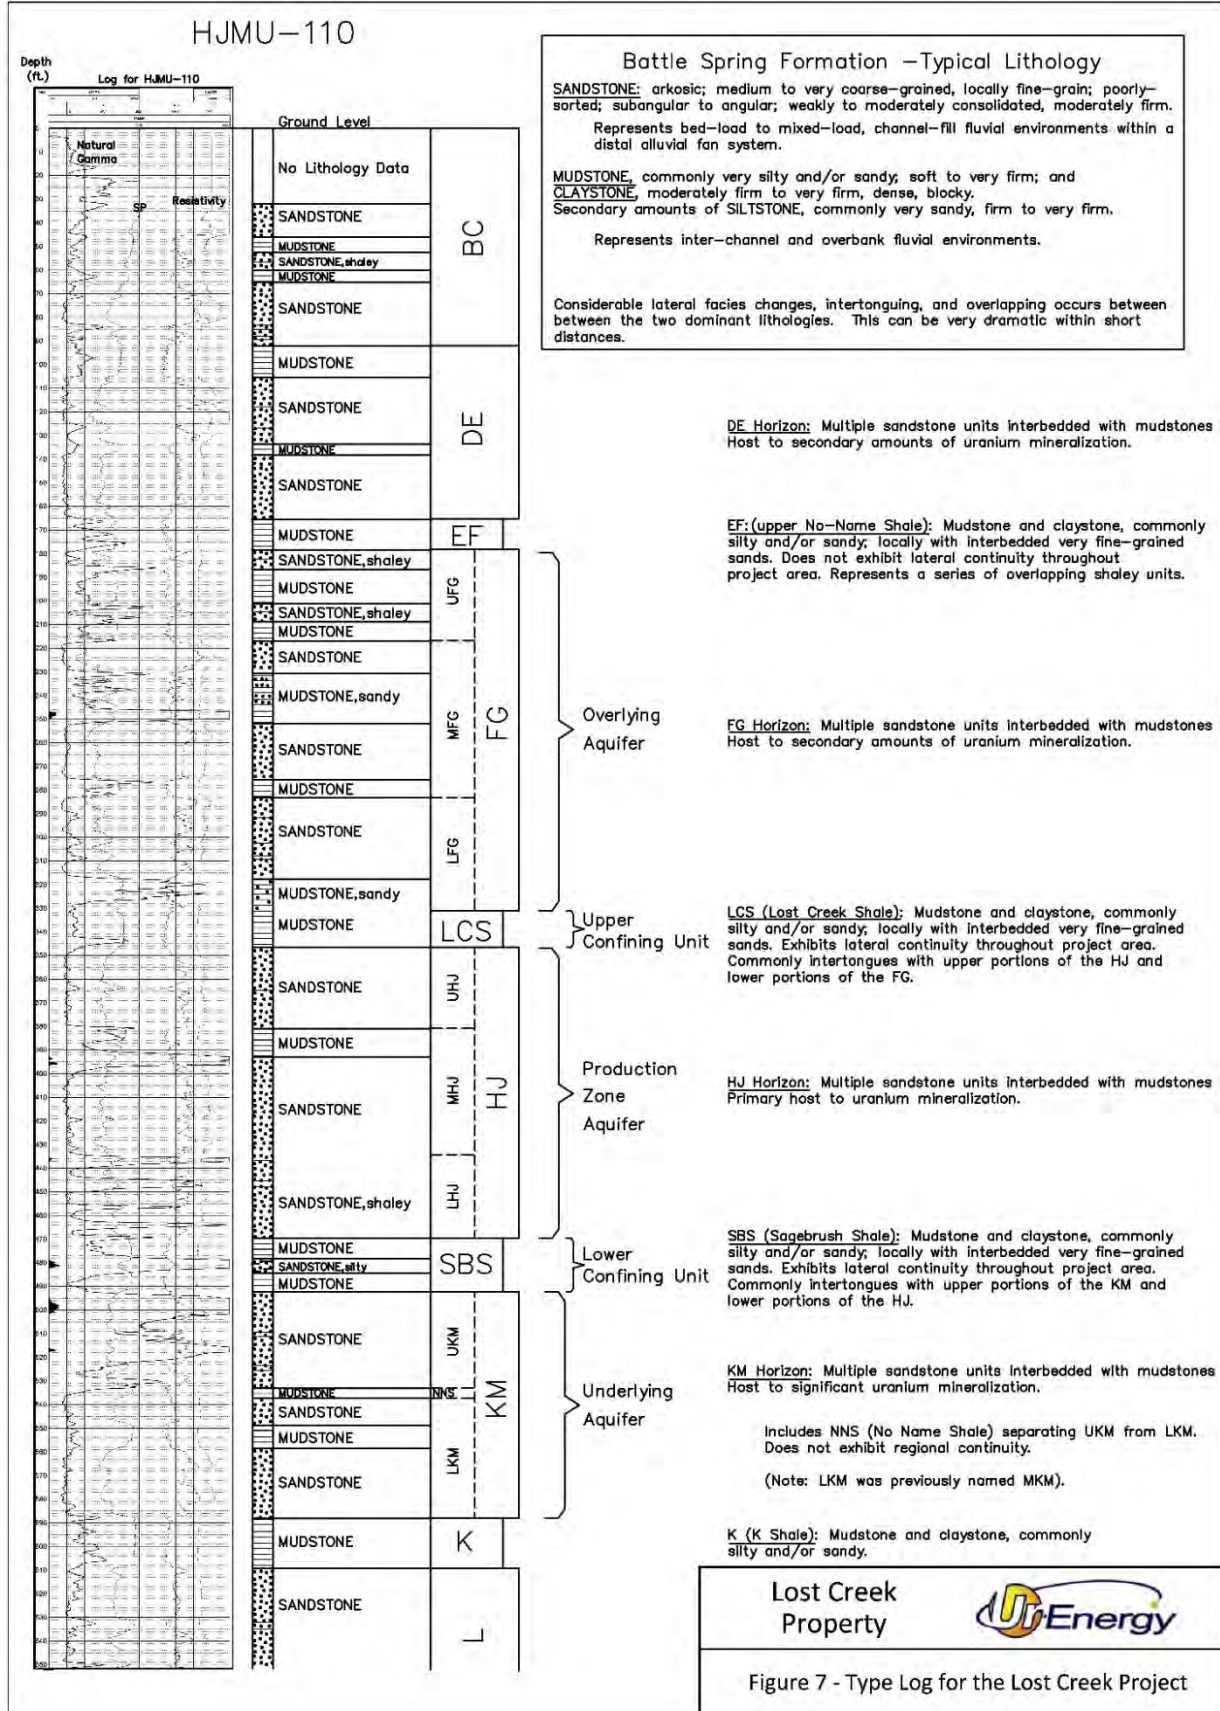 HJMU-110
Depth
(ft.)
Log for HJMU-110
Natural
Gamma
SP
Resistivity
Ground Level
No Lithology Data
SANDSTONE
MUDSTONE
SANDSTONE,shaley
MUDSTONE
SANDSTONE
MUDSTONE
SANDSTONE
MUDSTONE
SANDSTONE
MUDSTONE
SANDSTONE,shaley
MUDSTONE
SANDSTONE,shaley
MUDSTONE
SANDSTONE
MUDSTONE,sandy
SANDSTONE
MUDSTONE
SANDSTONE
MUDSTONE,sandy
MUDSTONE
SANDSTONE
MUDSTONE
SANDSTONE
SANDSTONE,shaley
MUDSTONE
SANDSTONE,silty
MUDSTONE
SANDSTONE
MUDSTONE
SANDSTONE
MUDSTONE
SANDSTONE
MUDSTONE
SANDSTONE
BC
DE
EF
UFG
MFG
LFG
FG
LCS
UHJ
MHJ
LHJ
HJ
SBS
UKM
NNS
LKM
KM
K
L
Overlying
Aquifer
Upper
Confining Unit
Production
Zone
Aquifer
Lower
Confining Unit
Underlying
Aquifer
Battle Spring Formation -Typical Lithology
SANDSTONE: arkosic; medium to very coarse-grained, locally fine-grain; poorly-
sorted; subangular to angular; weakly to moderately consolidated, moderately firm.
Represents bed-load to mixed-load, channel-fill fluvial environments within a
distal alluvial fan system.
MUDSTONE, commonly very silty and/or sandy; soft to very firm; and
CLAYSTONE, moderately firm to very firm, dense, blocky.
Secondary amounts of SILTSTONE, commonly very sandy, firm to very firm.
Represents inter-channel and overbank fluvial environments.
Considerable lateral facies changes, intertonguing, and overlapping occurs between
between the two dominant lithologies. This can be very dramatic within short
distances.
DE Horizon: Multiple sandstone units interbedded with mudstones
Host to secondary amounts of uranium mineralization.
EF:(upper No-Name Shale): Mudstone and claystone, commonly
silty and/or sandy; locally with interbedded very fine-grained
sands. Does not exhibit lateral continuity throughout
project area. Represents a series of overlapping shaley units.
FG Horizon: Multiple sandstone units interbedded with mudstones
Host to secondary amounts of uranium mineralization.
LCS (Lost Creek Shale): Mudstone and claystone, commonly
silty and/or sandy; locally with interbedded very fine-grained
sands. Exhibits lateral continuity throughout project area.
Commonly intertongues with upper portions of the HJ and
lower portions of the FG.
HJ Horizon: Multiple sandstone units interbedded with mudstones
Primary host to uranium mineralization.
SBS (Sagebrush Shale): Mudstone and claystone, commonly
silty and/or sandy; locally with interbedded very fine-grained
sands. Exhibits lateral continuity throughout project area.
Commonly intertongues with upper portions of the KM and
lower portions of the HJ.
KM Horizon: Multiple sandstone units interbedded with mudstones
Host to significant uranium mineralization.
Includes NNS (No Name Shale) separating UKM from LKM.
Does not exhibit regional continuity.
(Note: LKM was previously named MKM).
K (K Shale): Mudstone and claystone, commonly
silty and/or sandy.
Lost Creek
Property
Ur-Energy
Figure 7 - Type Log for the Lost Creek Project